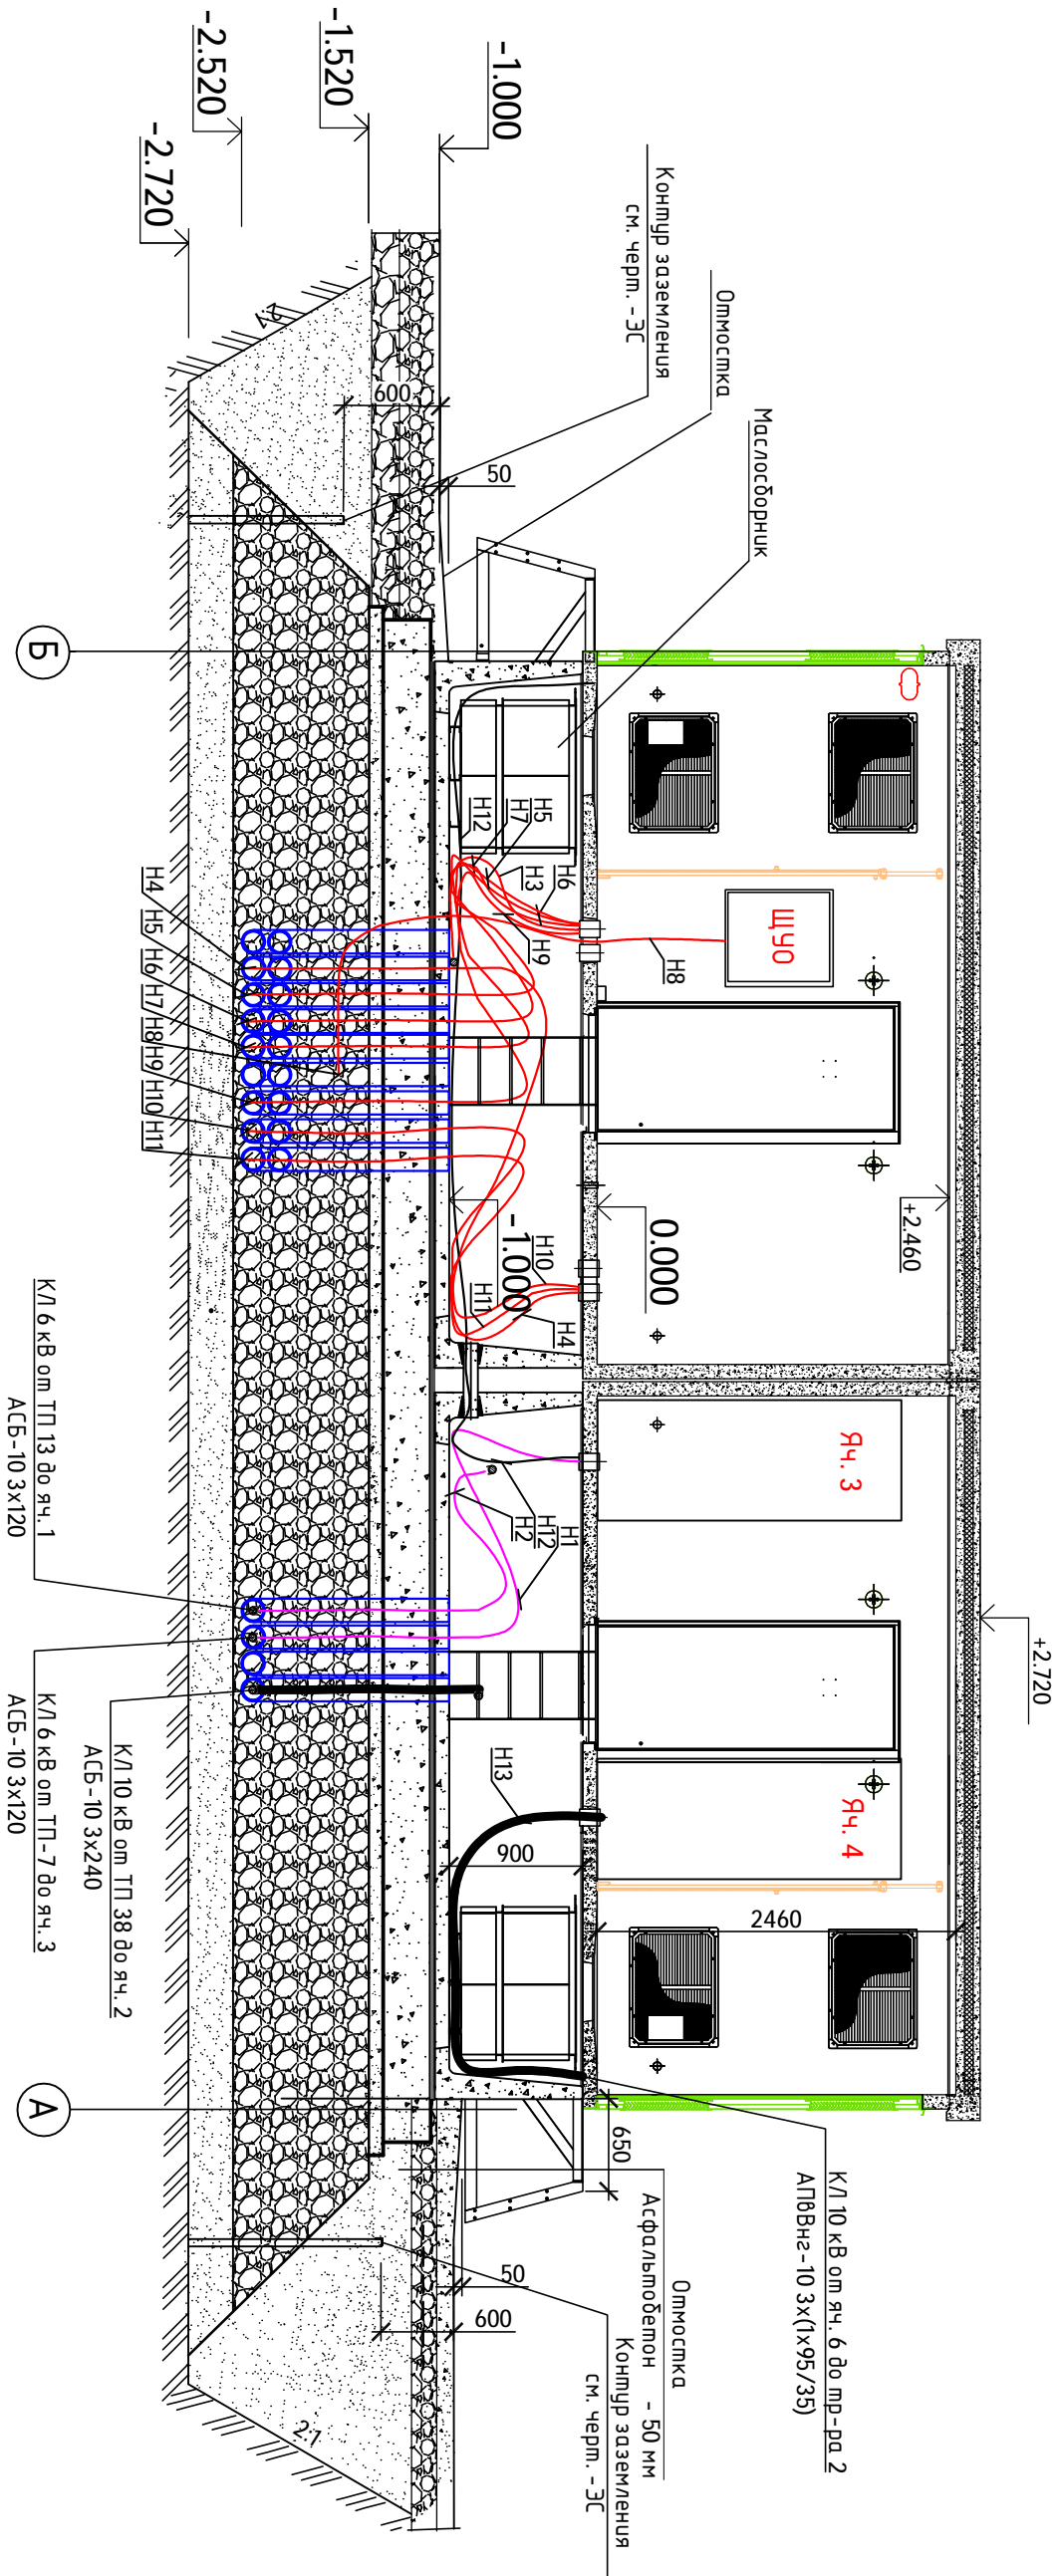 +2.720
+2.460
0.000
-1.000
-1.000
-1.520
-2.520
-2.720
Контур заземления
см. черт. -ЭС
Отмостка
Маслосборник
600
50
2:1
ЩУО
Яч. 3
Яч. 4
Н12
Н7
Н5
Н3
Н6
Н9
Н8
Н10
Н11
Н4
Н12
Н2
Н1
Н13
900
2460
650
50
600
2:1
Н4
Н5
Н6
Н7
Н8
Н9
Н10
Н11
КЛ 6 кВ от ТП 13 до яч.1
АСБ-10 3х120
КЛ 6 кВ от ТП-7 до яч.3
АСБ-10 3х120
КЛ 10 кВ от ТП 38 до яч. 2
АСБ-10 3х240
КЛ 10 кВ от яч. 6 до тр-ра 2
АПвВнг-10 3х(1х95/35)
Отмостка
Асфальтобетон - 50 мм
Контур заземления
см. черт. -ЭС
Б
А